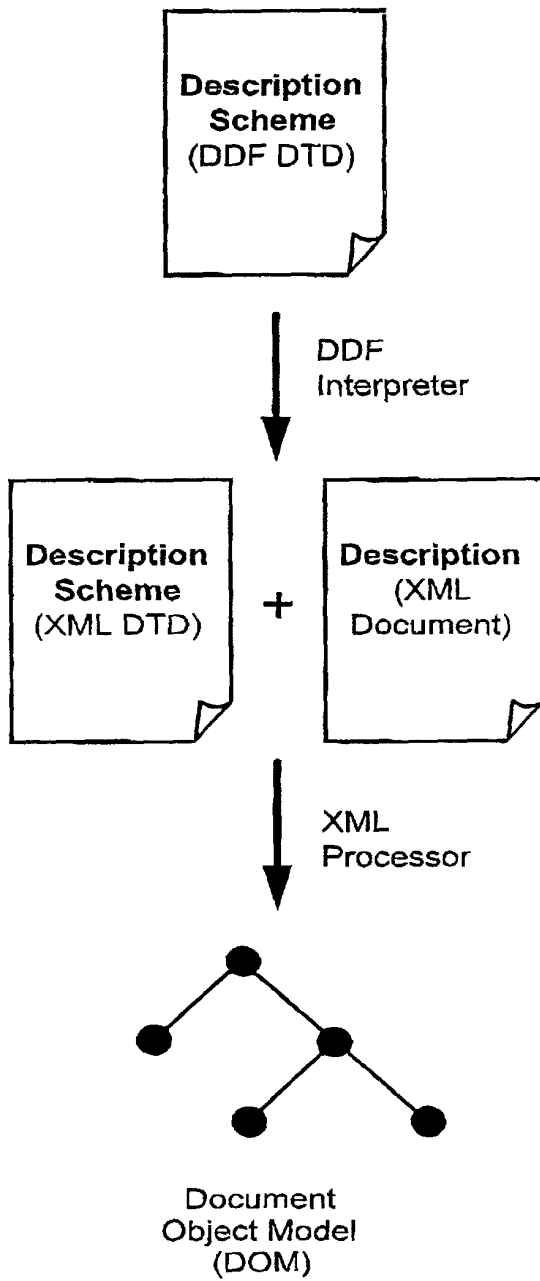 Description
Scheme
(DDF DTD)
DDF
Interpreter
Description
Scheme
(XML DTD)
+
Description
(XML
Document)
XML
Processor
Document
Object Model
(DOM)